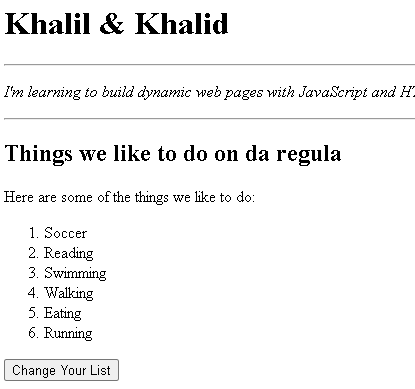 Khalil & Khalid
I'm learning to build dynamic web pages with JavaScript and
Things we like to do on da regula
Here are some of the things we like to do:
1. Soccer
2. Reading
3. Swimming
4. Walking
5. Eating
6. Running
Change Your List